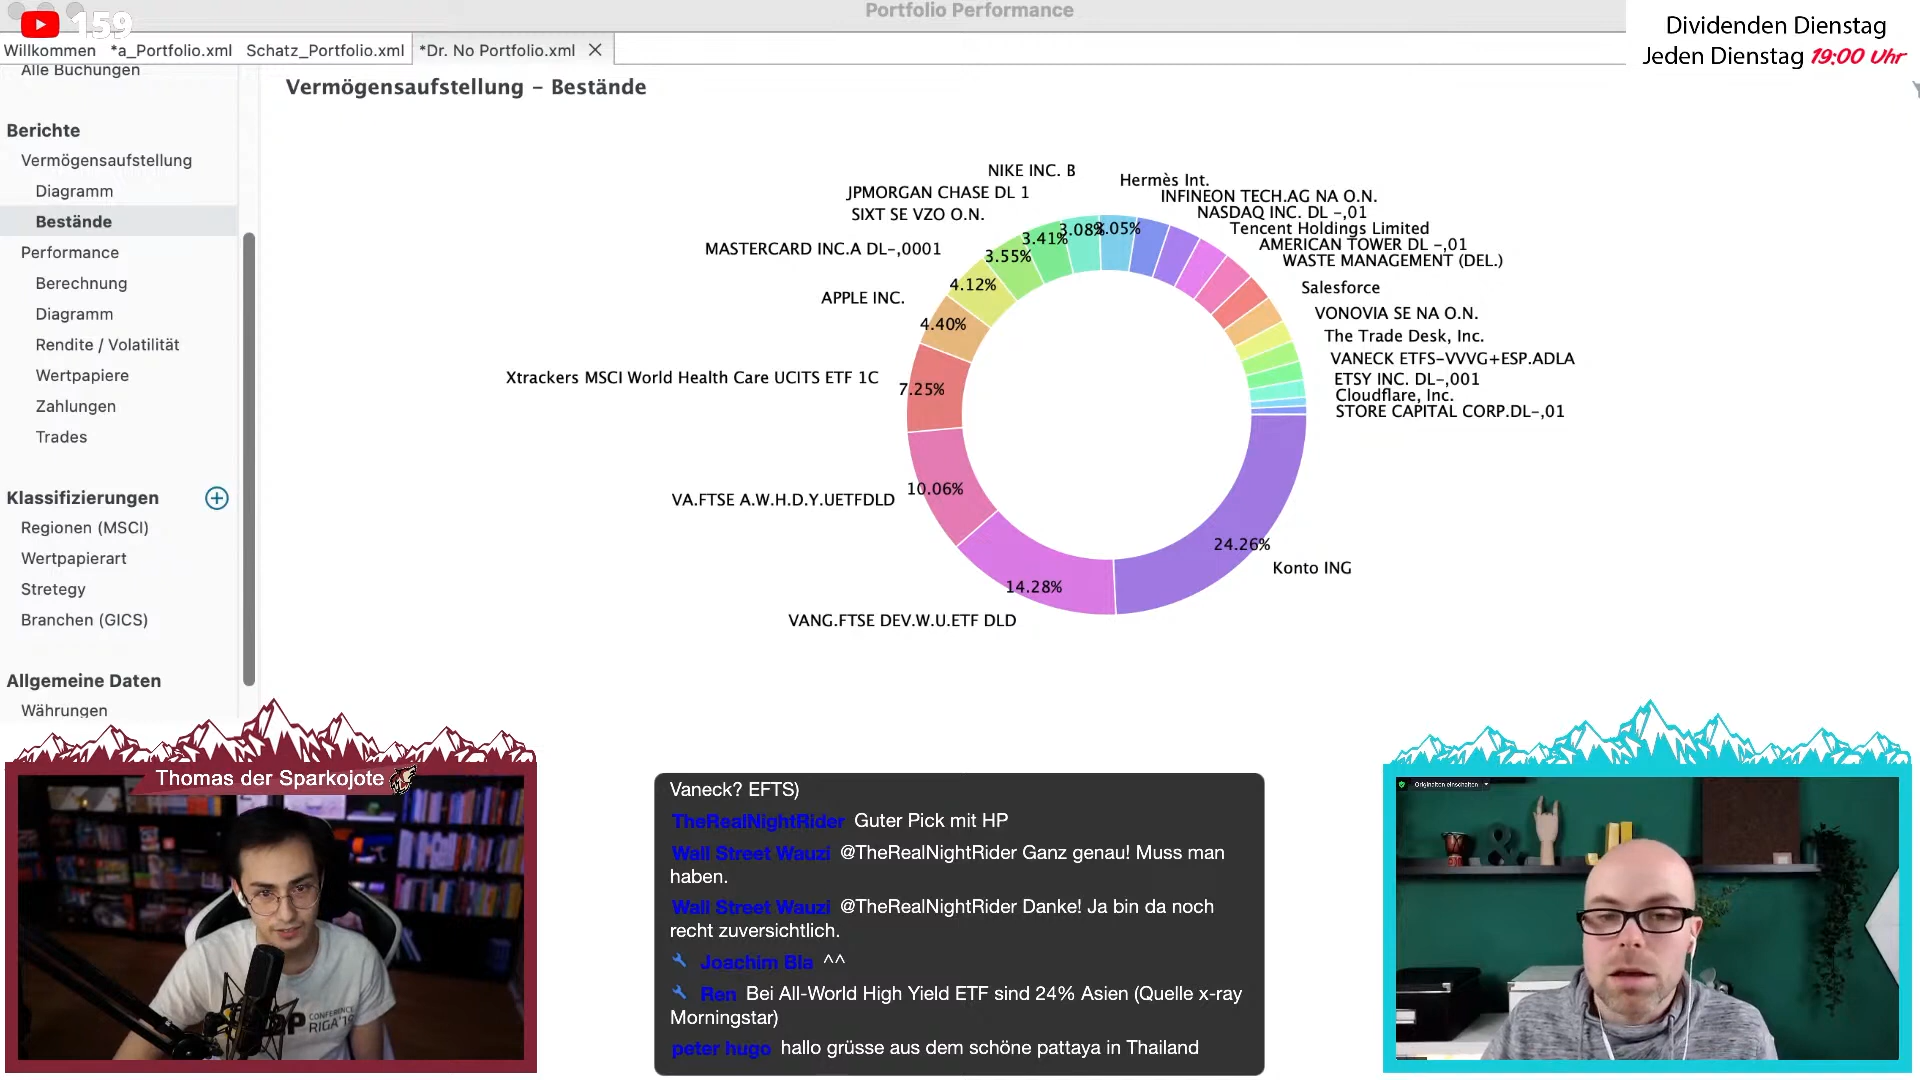 Portfolio Performance
159
Dividenden Dienstag
Jeden Dienstag 19:00 Uhr
Willkommen
*a_Portfolio.xml
Schatz_Portfolio.xml
*Dr. No Portfolio.xml
Alle Buchungen
Berichte
Vermögensaufstellung
Diagramm
Bestände
Performance
Berechnung
Diagramm
Rendite / Volatilität
Wertpapiere
Zahlungen
Trades
Klassifizierungen
Regionen (MSCI)
Wertpapierart
Stretegy
Branchen (GICS)
Allgemeine Daten
Währungen
Vermögensaufstellung – Bestände
NIKE INC. B
JPMORGAN CHASE DL 1
SIXT SE VZO O.N.
MASTERCARD INC.A DL-,0001
APPLE INC.
Xtrackers MSCI World Health Care UCITS ETF 1C
VA.FTSE A.W.H.D.Y.UETFDLD
VANG.FTSE DEV.W.U.ETF DLD
Hermès Int.
INFINEON TECH.AG NA O.N.
NASDAQ INC. DL -,01
Tencent Holdings Limited
AMERICAN TOWER DL -,01
WASTE MANAGEMENT (DEL.)
Salesforce
VONOVIA SE NA O.N.
The Trade Desk, Inc.
VANECK ETFS-VVVG+ESP.ADLA
ETSY INC. DL-,001
Cloudflare, Inc.
STORE CAPITAL CORP.DL-,01
Konto ING
3.05%
3.08%
3.41%
3.55%
4.12%
4.40%
7.25%
10.06%
14.28%
24.26%
Thomas der Sparkojote
CONFERENCE
RIGA'19
Vaneck? EFTS)
TheRealNightRider Guter Pick mit HP
Wall Street Wauzi @TheRealNightRider Ganz genau! Muss man
haben.
Wall Street Wauzi @TheRealNightRider Danke! Ja bin da noch
recht zuversichtlich.
Joachim Bla ^^
Ren Bei All-World High Yield ETF sind 24% Asien (Quelle x-ray
Morningstar)
peter hugo hallo grüsse aus dem schöne pattaya in Thailand
Originalton einschalten